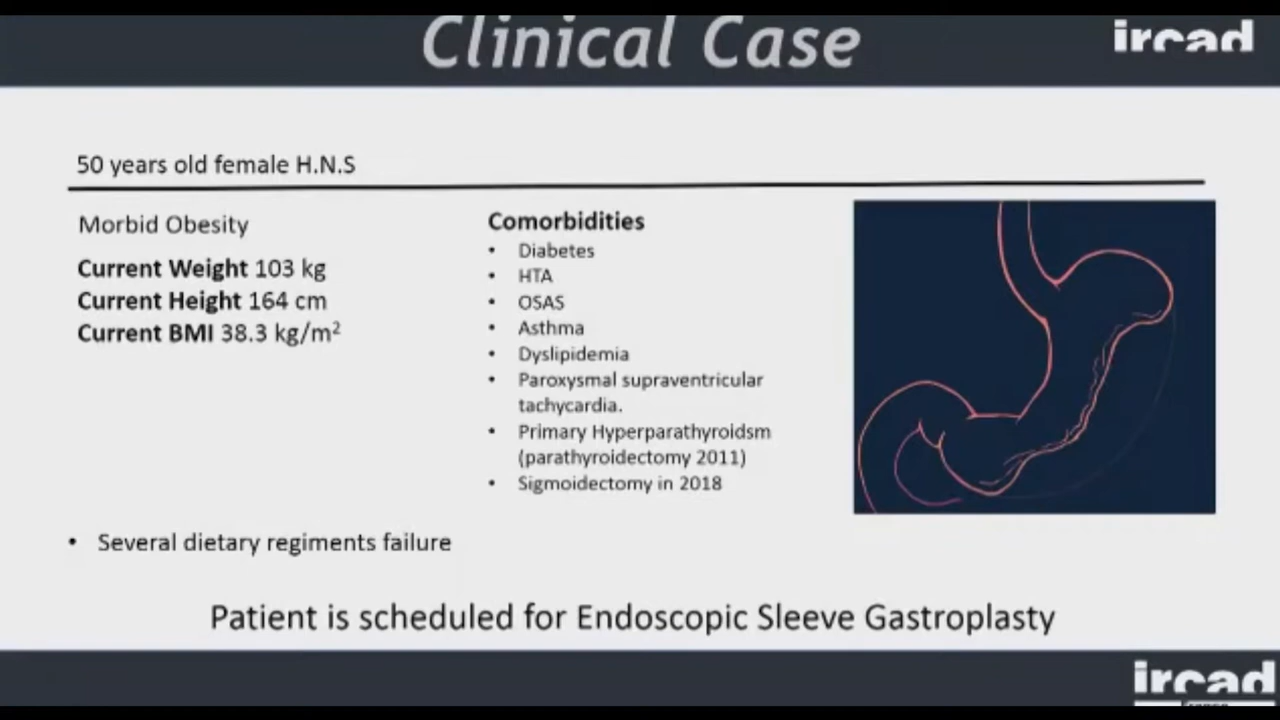 Clinical Case
ircad
50 years old female H.N.S
Morbid Obesity
Current Weight 103 kg
Current Height 164 cm
Current BMI 38.3 kg/m²
Comorbidities
• Diabetes
• HTA
• OSAS
• Asthma
• Dyslipidemia
• Paroxysmal supraventricular
tachycardia.
• Primary Hyperparathyroidsm
(parathyroidectomy 2011)
• Sigmoidectomy in 2018
• Several dietary regiments failure
Patient is scheduled for Endoscopic Sleeve Gastroplasty
ircad